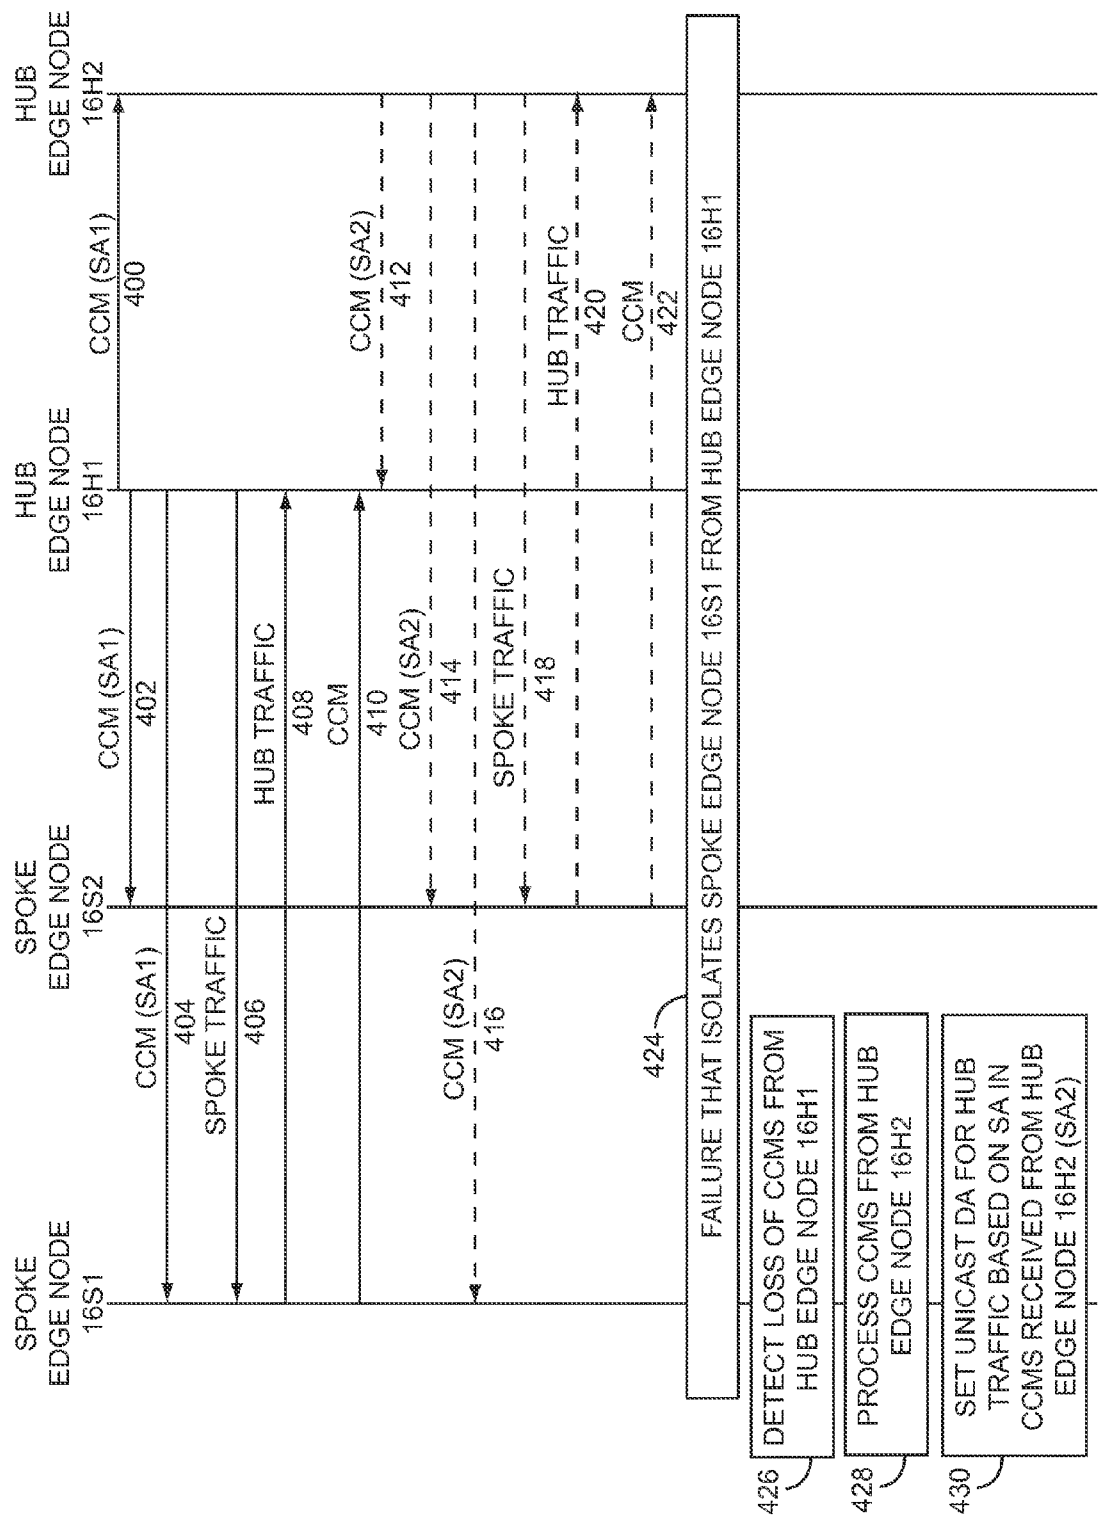 SPOKE
EDGE NODE
16S1
SPOKE
EDGE NODE
16S2
HUB
EDGE NODE
16H1
HUB
EDGE NODE
16H2
CCM (SA1)
400
CCM (SA1)
402
CCM (SA1)
404
SPOKE TRAFFIC
406
HUB TRAFFIC
408
CCM
410
CCM (SA2)
412
CCM (SA2)
414
CCM (SA2)
416
SPOKE TRAFFIC
418
HUB TRAFFIC
420
CCM
422
424
FAILURE THAT ISOLATES SPOKE EDGE NODE 16S1 FROM HUB EDGE NODE 16H1
426
DETECT LOSS OF CCMS FROM
HUB EDGE NODE 16H1
428
PROCESS CCMS FROM HUB
EDGE NODE 16H2
430
SET UNICAST DA FOR HUB
TRAFFIC BASED ON SA IN
CCMS RECEIVED FROM HUB
EDGE NODE 16H2 (SA2)